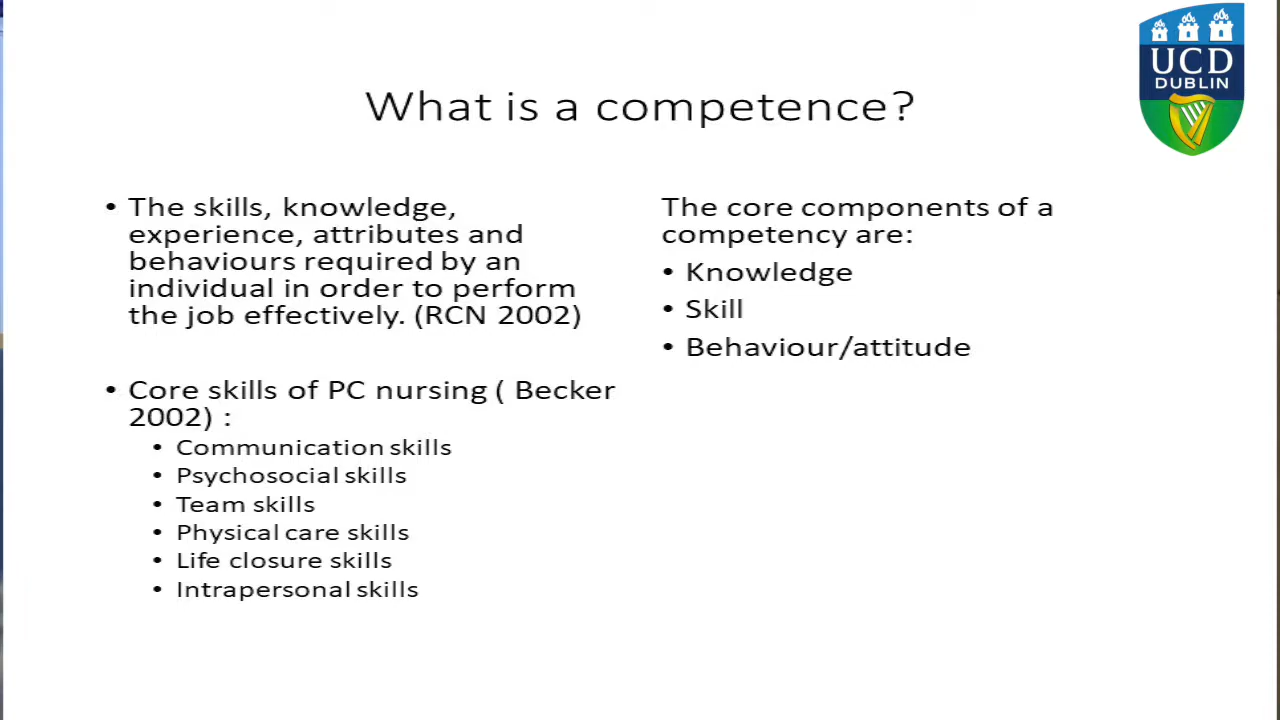 UCD
DUBLIN
What is a competence?
• The skills, knowledge,
experience, attributes and
behaviours required by an
individual in order to perform
the job effectively. (RCN 2002)
• Core skills of PC nursing ( Becker
2002) :
• Communication skills
• Psychosocial skills
• Team skills
• Physical care skills
• Life closure skills
• Intrapersonal skills
The core components of a
competency are:
• Knowledge
• Skill
• Behaviour/attitude